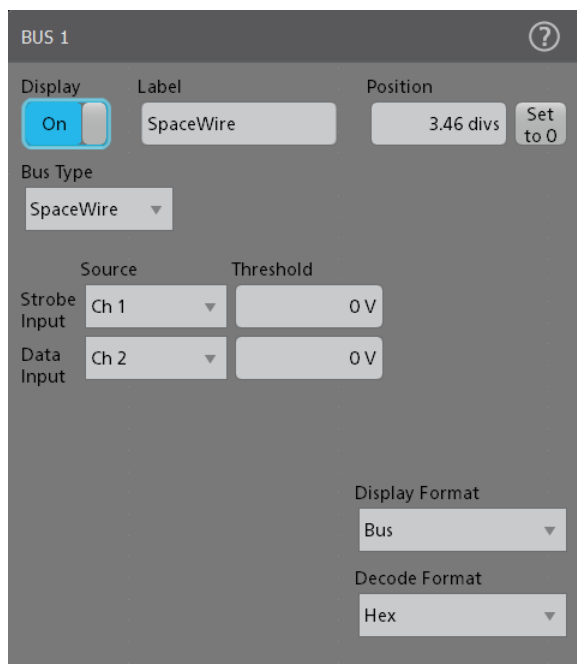 BUS 1
?
Display Label Position
On SpaceWire 3.46 divs Set to 0
Bus Type
SpaceWire
Source Threshold
Strobe Input Ch 1 0 V
Data Input Ch 2 0 V
Display Format
Bus
Decode Format
Hex